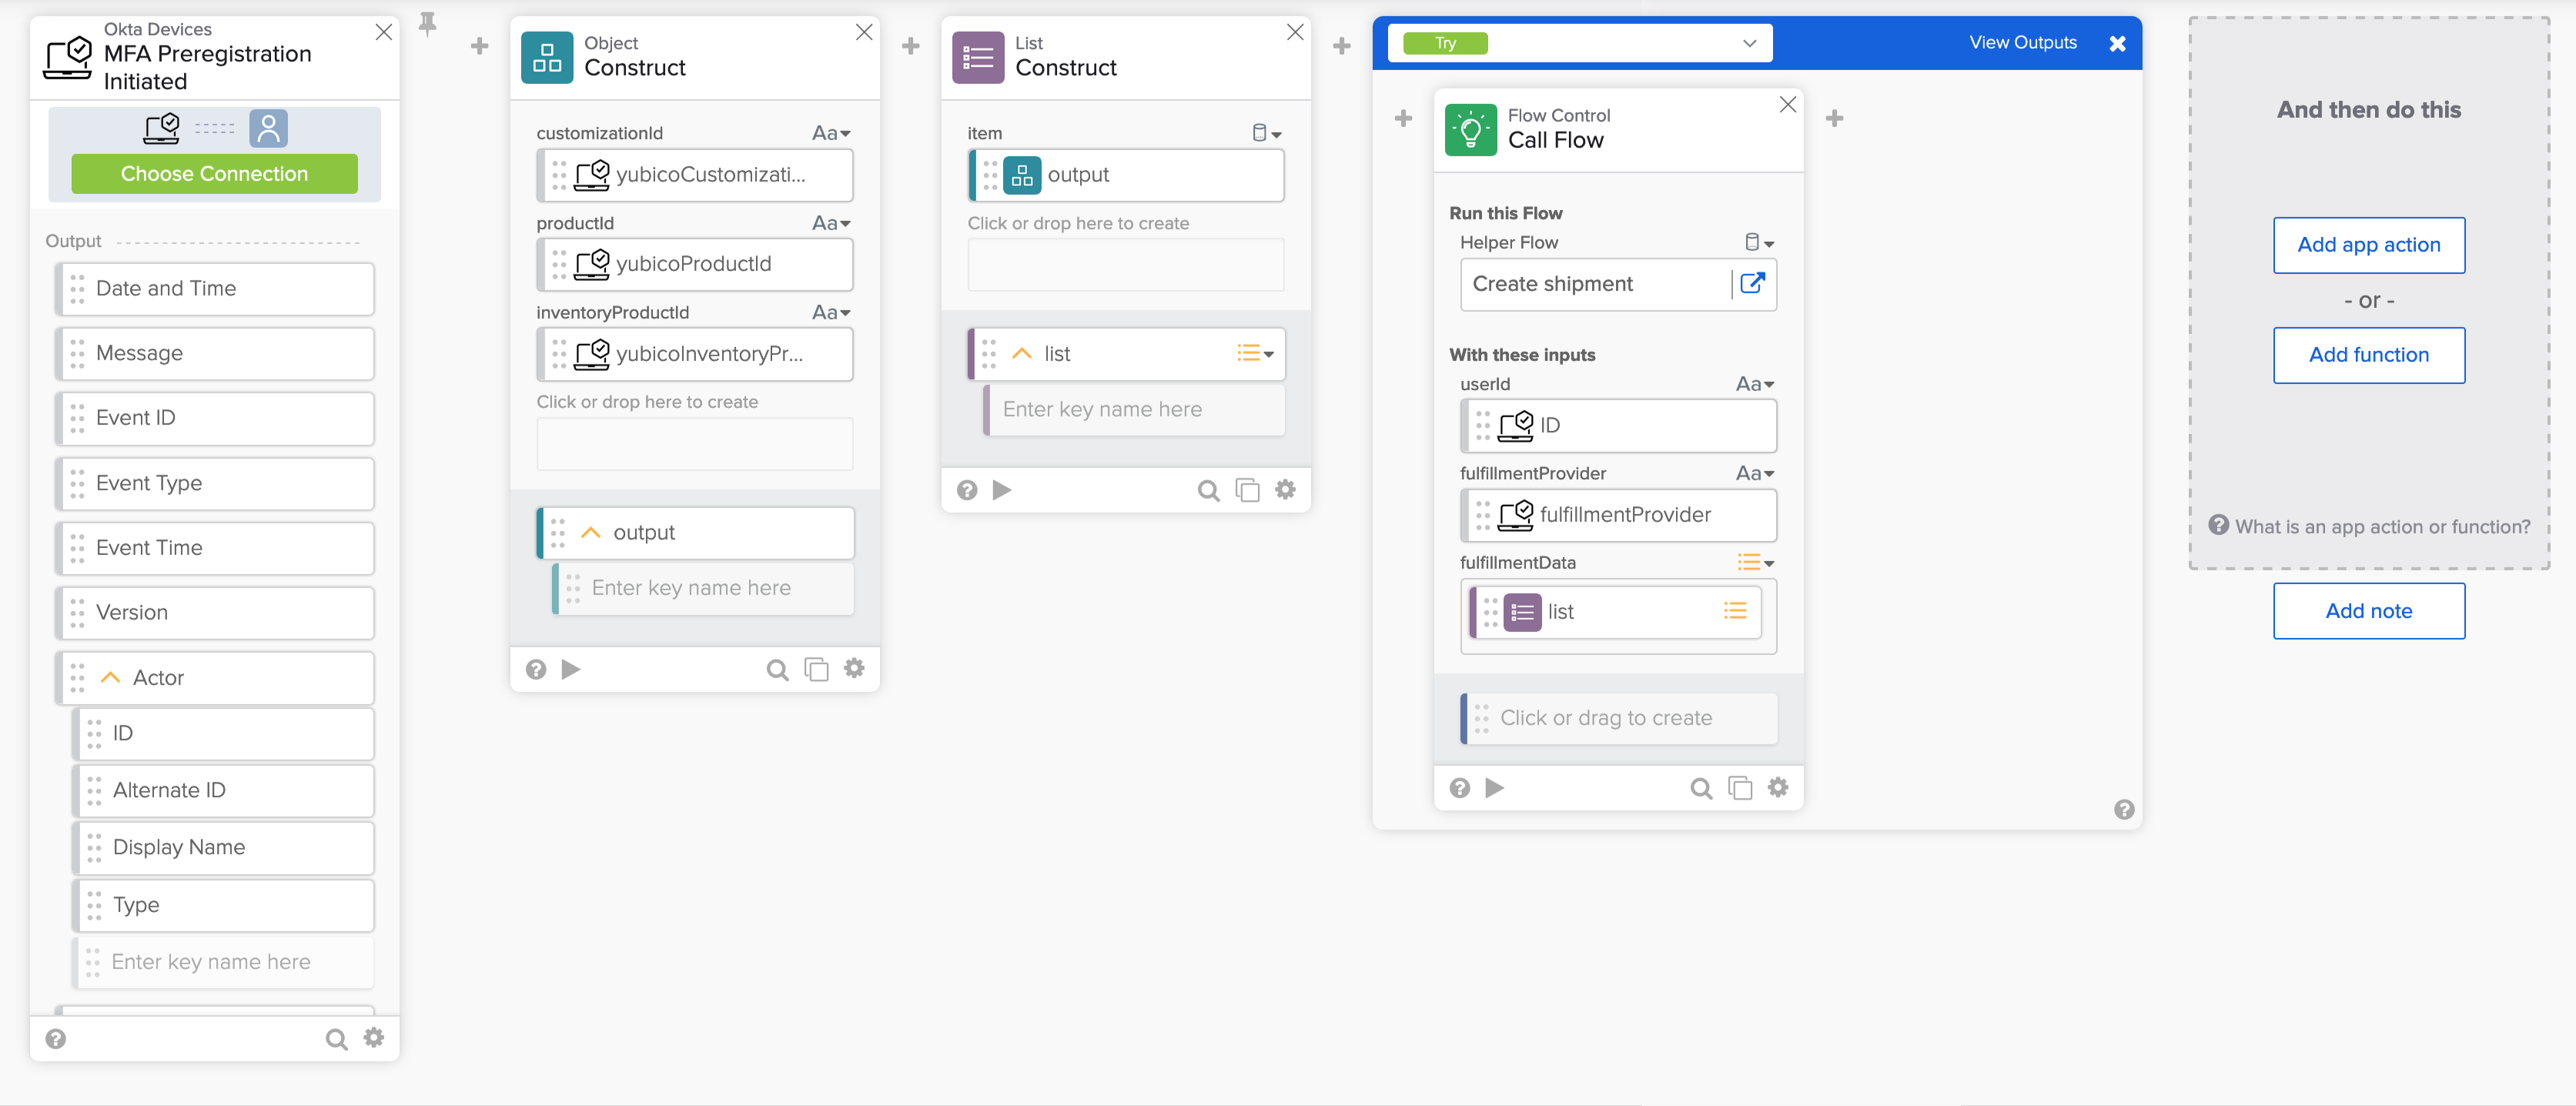 Okta Devices
MFA Preregistration
Initiated
Choose Connection
Output
Date and Time
Message
Event ID
Event Type
Event Time
Version
Actor
ID
Alternate ID
Display Name
Type
Enter key name here
Object
Construct
customizationId
Aa
yubicoCustomizati...
productId
Aa
yubicoProductId
inventoryProductId
Aa
yubicoInventoryPr...
Click or drop here to create
output
Enter key name here
List
Construct
item
output
Click or drop here to create
list
Enter key name here
Try
View Outputs
Flow Control
Call Flow
Run this Flow
Helper Flow
Create shipment
With these inputs
userId
Aa
ID
fulfillmentProvider
Aa
fulfillmentProvider
fulfillmentData
list
Click or drag to create
And then do this
Add app action
- or -
Add function
What is an app action or function?
Add note